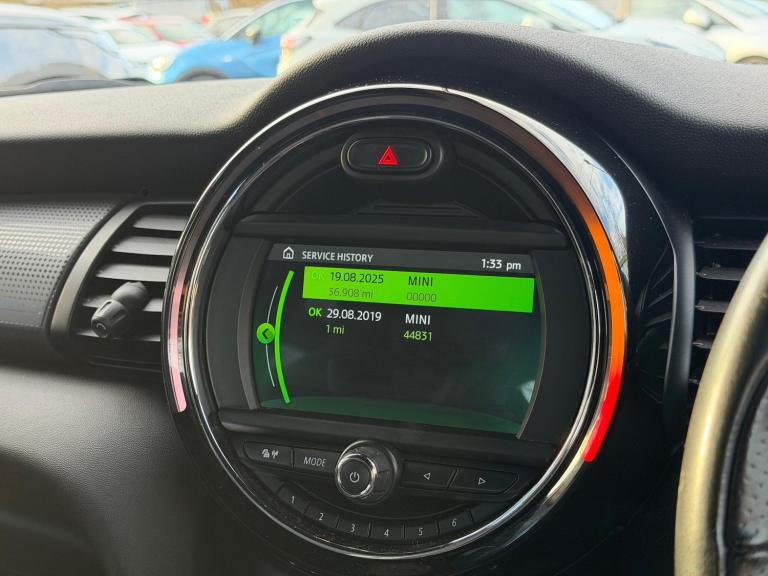 SERVICE HISTORY 1:33 pm
OK 19.08.2025 MINI
36.908 mi 00000
OK 29.08.2019 MINI
1 mi 44831
MODE
1 2 3 4 5 6